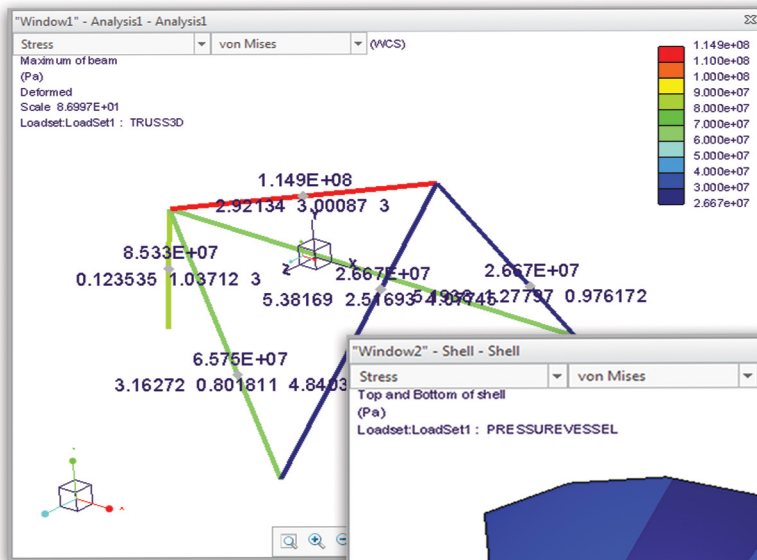 "Window1" - Analysis1 - Analysis1
Stress von Mises (WCS)
Maximum of beam
(Pa)
Deformed
Scale 8.6997E+01
Loadset:LoadSet1 : TRUSS3D
1.149e+08
1.100e+08
1.000e+08
9.000e+07
8.000e+07
7.000e+07
6.000e+07
5.000e+07
4.000e+07
3.000e+07
2.667e+07
1.149E+08
2.92134 3.00087 3
Y
X
Z
8.533E+07
0.123535 1.03712 3
2.667E+07
5.38169 2.51693
2.667E+07
1.27797 0.976172
6.575E+07
3.16272 0.801811
"Window2" - Shell - Shell
Stress von Mises
Top and Bottom of shell
(Pa)
Loadset:LoadSet1 : PRESSUREVESSEL